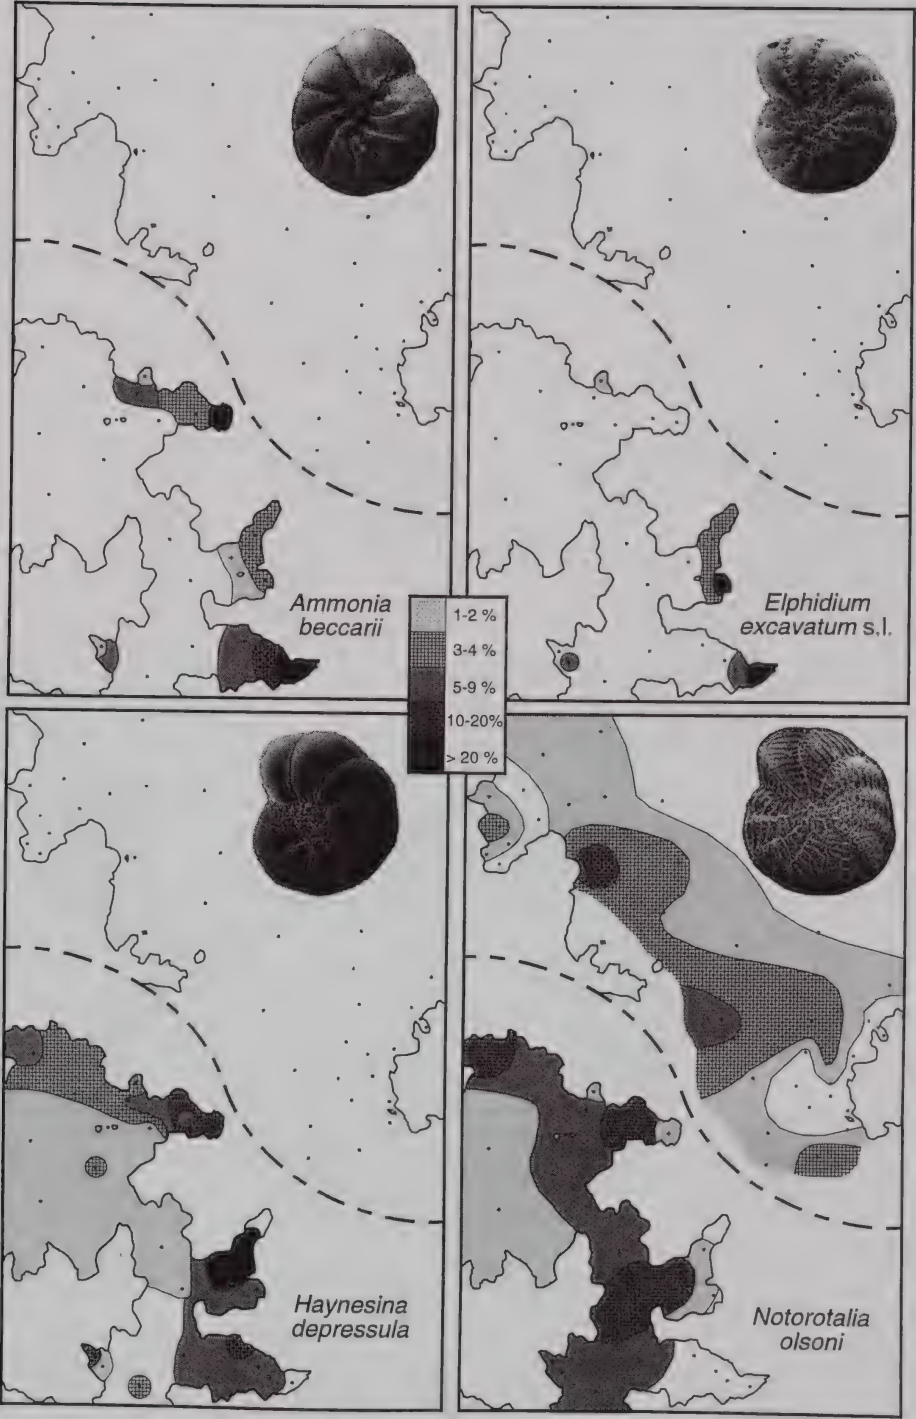 Ammonia
beccarii
Elphidium
excavatum s.l.
1-2 %
3-4 %
5-9 %
10-20%
> 20 %
Haynesina
depressula
Notorotalia
olsoni